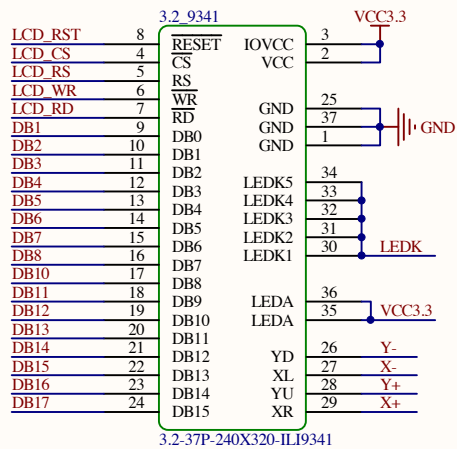 3.2_9341
LCD_RST 8 RESET
LCD_CS 4 CS
LCD_RS 5 RS
LCD_WR 6 WR
LCD_RD 7 RD
DB1 9 DB0
DB2 10 DB1
DB3 11 DB2
DB4 12 DB3
DB5 13 DB4
DB6 14 DB5
DB7 15 DB6
DB8 16 DB7
DB10 17 DB8
DB11 18 DB9
DB12 19 DB10
DB13 20 DB11
DB14 21 DB12
DB15 22 DB13
DB16 23 DB14
DB17 24 DB15
VCC3.3
IOVCC 3
VCC 2
GND 25
GND 37 GND
GND 1
LEDK5 34
LEDK4 33
LEDK3 32
LEDK2 31
LEDK1 30 LEDK
LEDA 36
LEDA 35 VCC3.3
YD 26 Y-
XL 27 X-
YU 28 Y+
XR 29 X+
3.2-37P-240X320-ILI9341